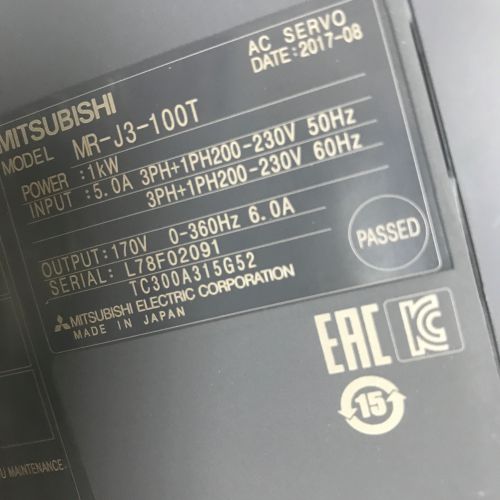 AC SERVO
DATE:2017-08
MITSUBISHI
MODEL MR-J3-100T
POWER :1kW
INPUT :5.0A 3PH+1PH200-230V 50Hz
3PH+1PH200-230V 60Hz
OUTPUT:170V 0-360Hz 6.0A
SERIAL: L78F02091
TC300A315G52
PASSED
MITSUBISHI ELECTRIC CORPORATION
MADE IN JAPAN
EAC
KC
15
MAINTENANCE